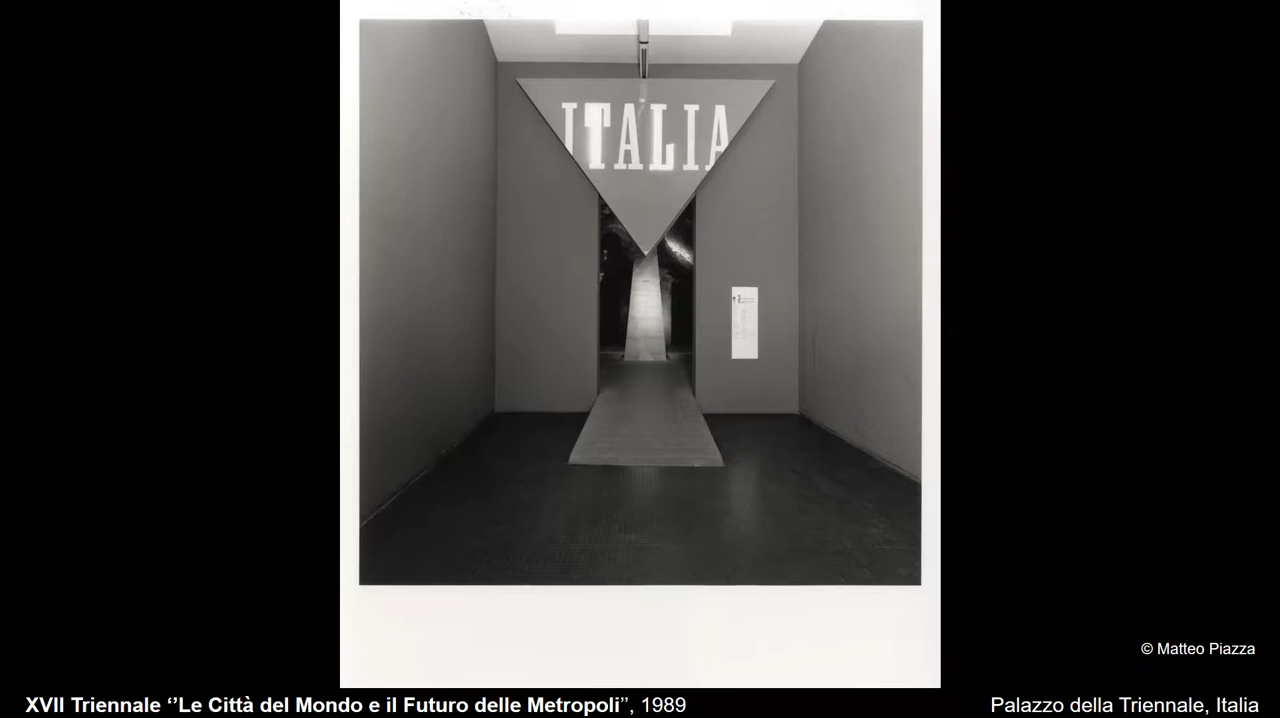 ITALIA
© Matteo Piazza
XVII Triennale ‘’Le Città del Mondo e il Futuro delle Metropoli’’, 1989
Palazzo della Triennale, Italia